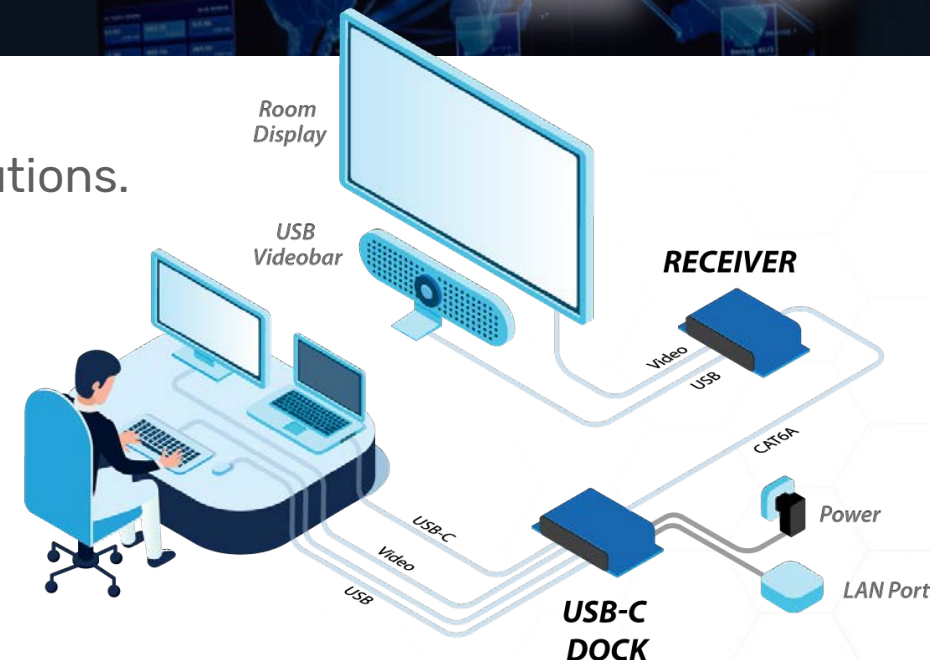 Room
Display
utions.
USB
Videobar
RECEIVER
Video
USB
CAT6A
USB-C
Video
USB
Power
LAN Port
USB-C
DOCK